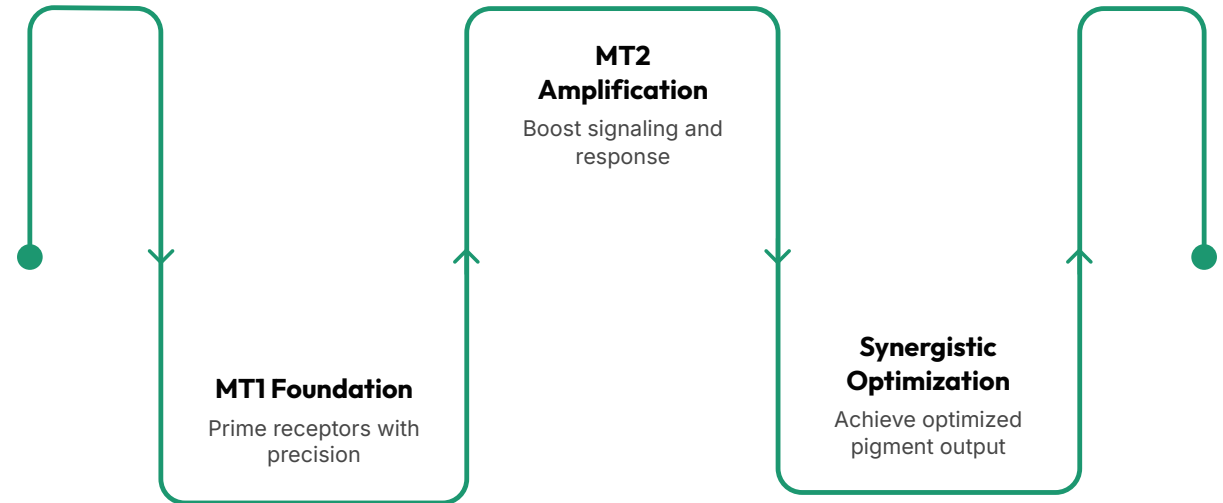 MT1 Foundation
Prime receptors with
precision
MT2
Amplification
Boost signaling and
response
Synergistic
Optimization
Achieve optimized
pigment output